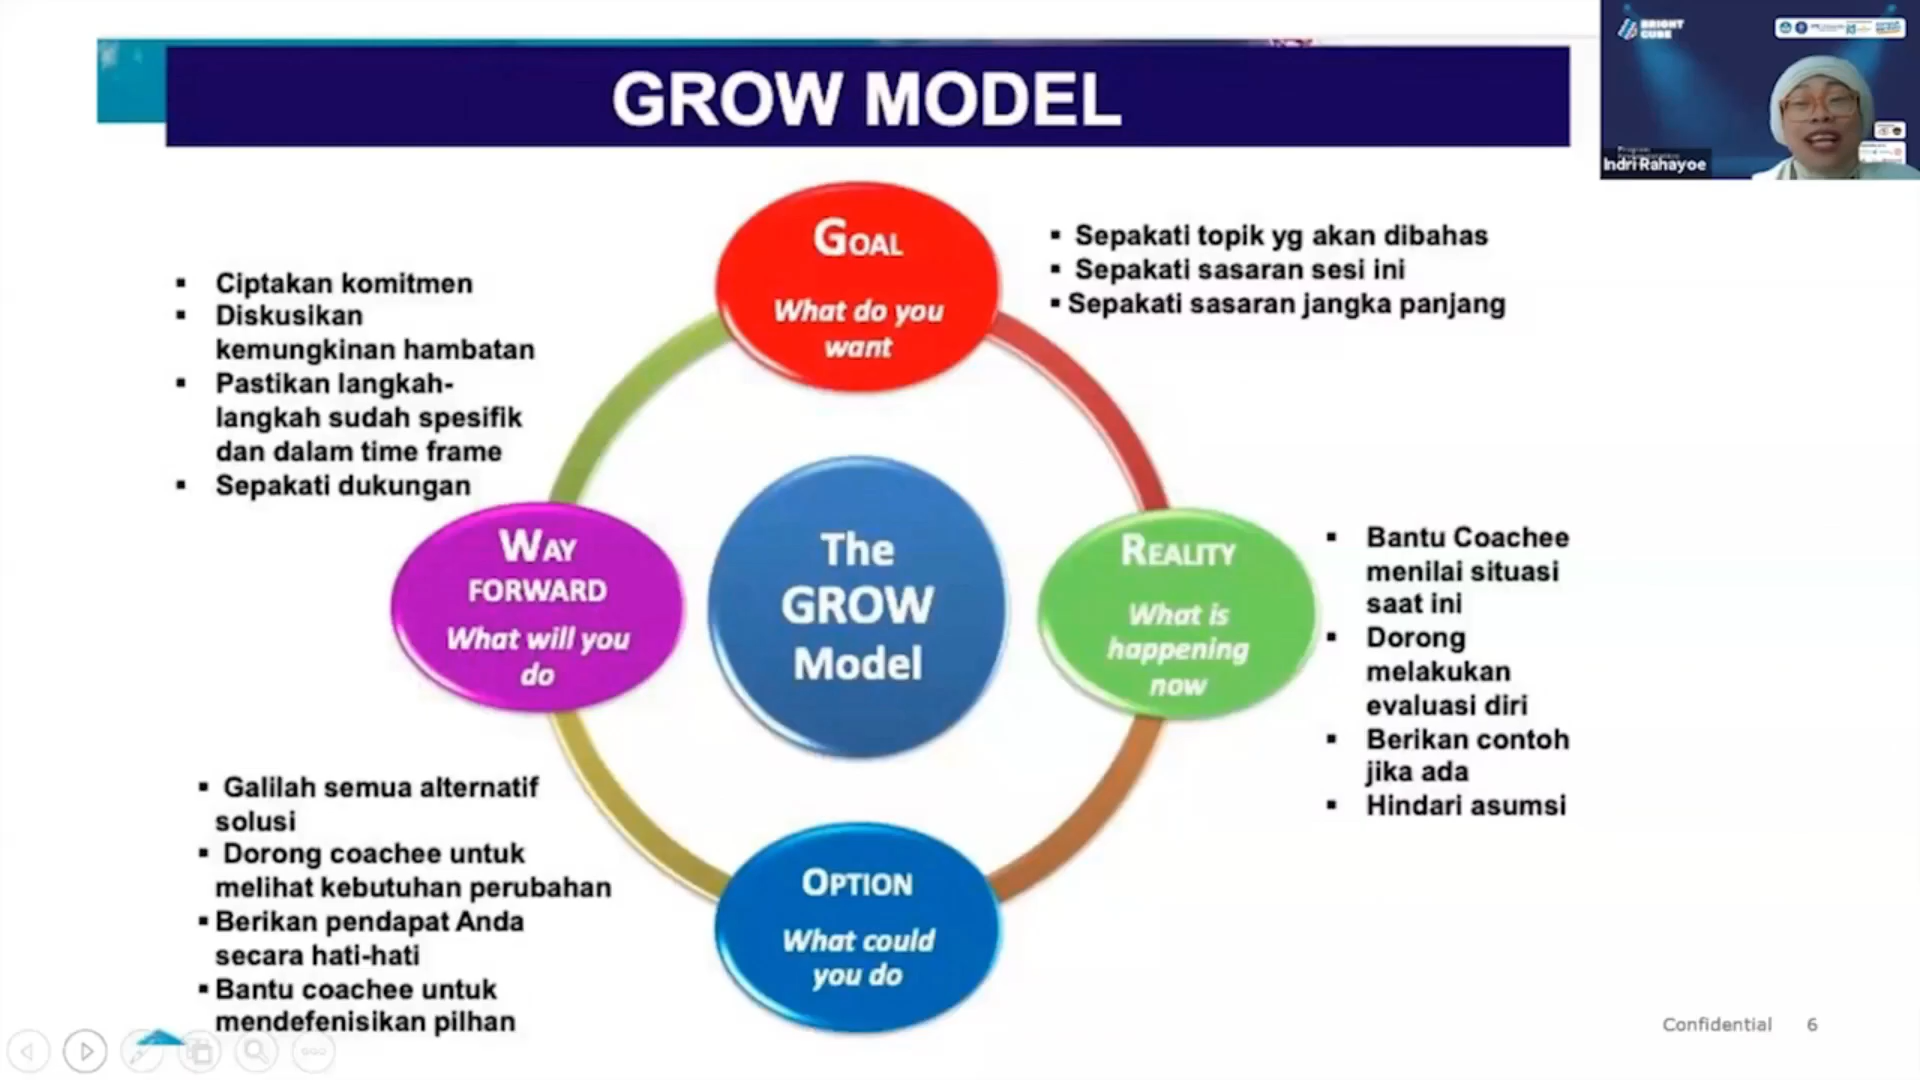 GROW MODEL
BRIGHT
CUBE
Indri Rahayoe
GOAL
What do you
want
▪ Sepakati topik yg akan dibahas
▪ Sepakati sasaran sesi ini
▪ Sepakati sasaran jangka panjang
▪ Ciptakan komitmen
▪ Diskusikan
kemungkinan hambatan
▪ Pastikan langkah-
langkah sudah spesifik
dan dalam time frame
▪ Sepakati dukungan
WAY
FORWARD
What will you
do
The
GROW
Model
REALITY
What is
happening
now
▪ Bantu Coachee
menilai situasi
saat ini
▪ Dorong
melakukan
evaluasi diri
▪ Berikan contoh
jika ada
▪ Hindari asumsi
▪ Galilah semua alternatif
solusi
▪ Dorong coachee untuk
melihat kebutuhan perubahan
▪ Berikan pendapat Anda
secara hati-hati
▪ Bantu coachee untuk
mendefenisikan pilhan
OPTION
What could
you do
Confidential 6